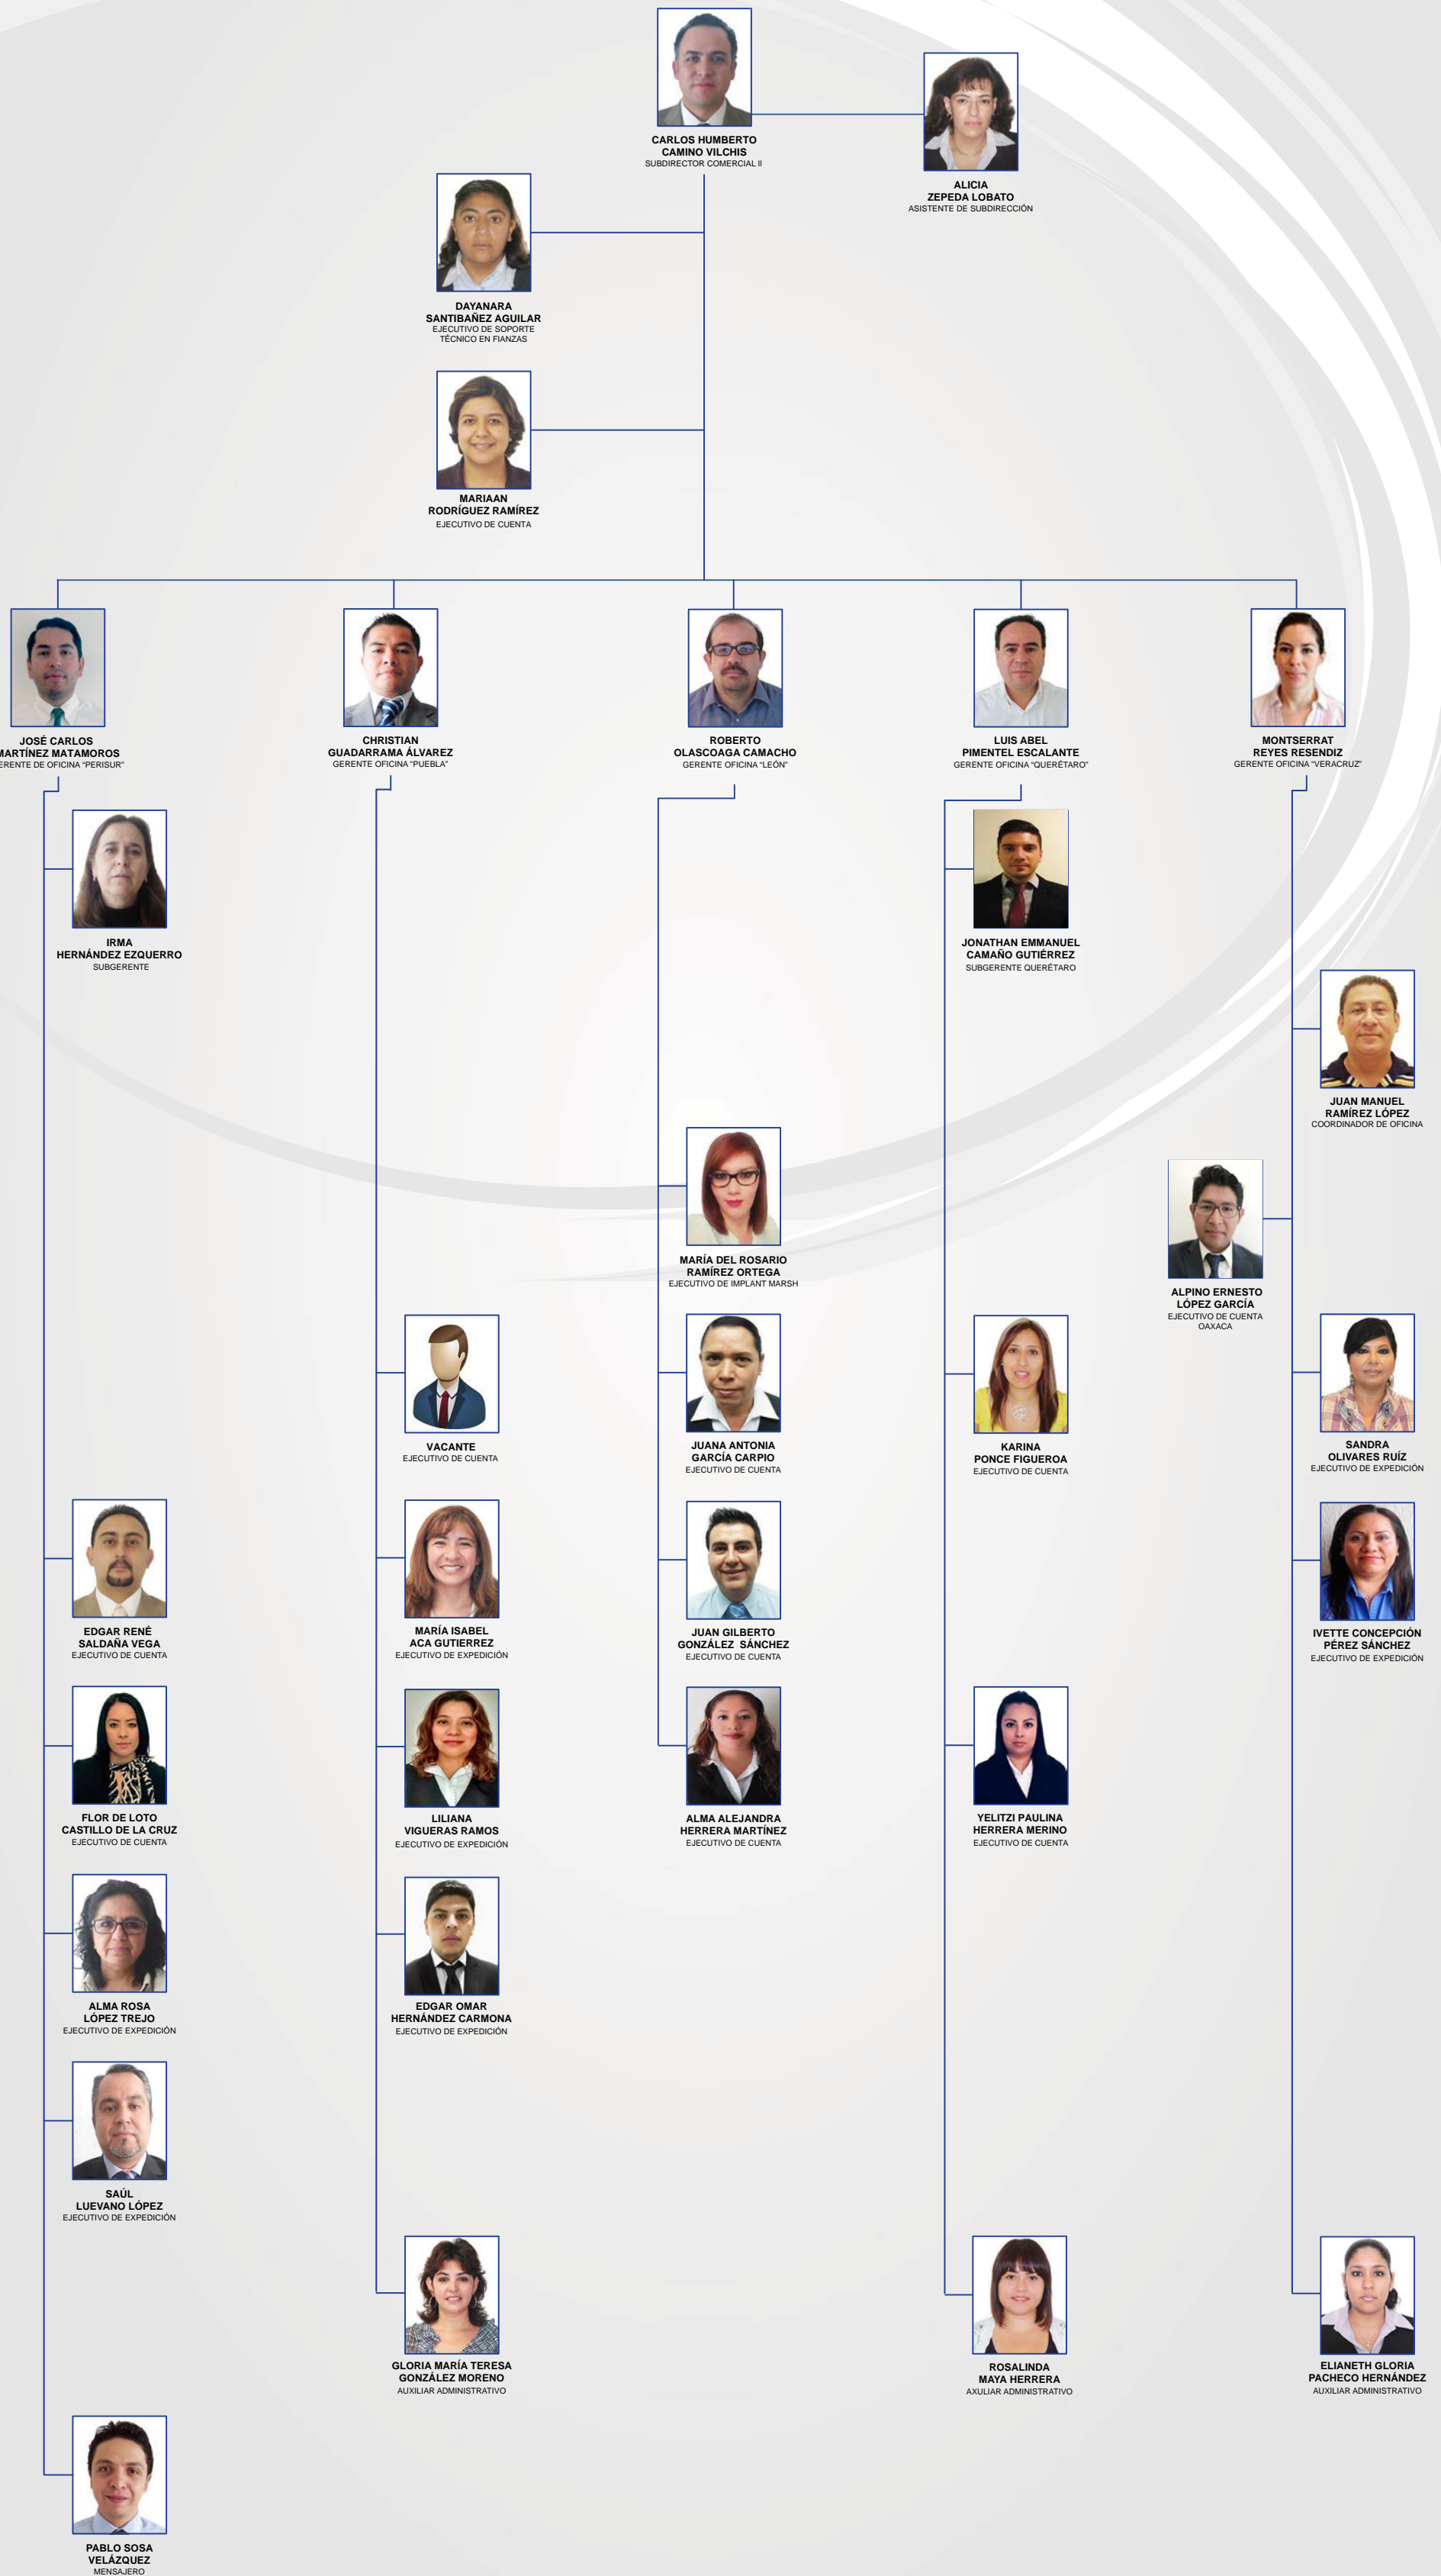 CARLOS HUMBERTO
CAMINO VILCHIS
SUBDIRECTOR COMERCIAL II
ALICIA
ZEPEDA LOBATO
ASISTENTE DE SUBDIRECCIÓN
DAYANARA
SANTIBAÑEZ AGUILAR
EJECUTIVO DE SOPORTE
TÉCNICO EN FIANZAS
MARIAAN
RODRÍGUEZ RAMÍREZ
EJECUTIVO DE CUENTA
JOSÉ CARLOS
MARTÍNEZ MATAMOROS
ERENTE DE OFICINA “PERISUR”
CHRISTIAN
GUADARRAMA ÁLVAREZ
GERENTE OFICINA “PUEBLA”
ROBERTO
OLASCOAGA CAMACHO
GERENTE OFICINA “LEÓN”
LUIS ABEL
PIMENTEL ESCALANTE
GERENTE OFICINA “QUERÉTARO”
MONTSERRAT
REYES RESENDIZ
GERENTE OFICINA “VERACRUZ”
IRMA
HERNÁNDEZ EZQUERRO
SUBGERENTE
JONATHAN EMMANUEL
CAMAÑO GUTIÉRREZ
SUBGERENTE QUERÉTARO
JUAN MANUEL
RAMÍREZ LÓPEZ
COORDINADOR DE OFICINA
MARÍA DEL ROSARIO
RAMÍREZ ORTEGA
EJECUTIVO DE IMPLANT MARSH
ALPINO ERNESTO
LÓPEZ GARCÍA
EJECUTIVO DE CUENTA
OAXACA
VACANTE
EJECUTIVO DE CUENTA
JUANA ANTONIA
GARCÍA CARPIO
EJECUTIVO DE CUENTA
KARINA
PONCE FIGUEROA
EJECUTIVO DE CUENTA
SANDRA
OLIVARES RUÍZ
EJECUTIVO DE EXPEDICIÓN
EDGAR RENÉ
SALDAÑA VEGA
EJECUTIVO DE CUENTA
MARÍA ISABEL
ACA GUTIERREZ
EJECUTIVO DE EXPEDICIÓN
JUAN GILBERTO
GONZÁLEZ SÁNCHEZ
EJECUTIVO DE CUENTA
IVETTE CONCEPCIÓN
PÉREZ SÁNCHEZ
EJECUTIVO DE EXPEDICIÓN
FLOR DE LOTO
CASTILLO DE LA CRUZ
EJECUTIVO DE CUENTA
LILIANA
VIGUERAS RAMOS
EJECUTIVO DE EXPEDICIÓN
ALMA ALEJANDRA
HERRERA MARTÍNEZ
EJECUTIVO DE CUENTA
YELITZI PAULINA
HERRERA MERINO
EJECUTIVO DE CUENTA
ALMA ROSA
LÓPEZ TREJO
EJECUTIVO DE EXPEDICIÓN
EDGAR OMAR
HERNÁNDEZ CARMONA
EJECUTIVO DE EXPEDICIÓN
SAÚL
LUEVANO LÓPEZ
EJECUTIVO DE EXPEDICIÓN
GLORIA MARÍA TERESA
GONZÁLEZ MORENO
AUXILIAR ADMINISTRATIVO
ROSALINDA
MAYA HERRERA
AXULIAR ADMINISTRATIVO
ELIANETH GLORIA
PACHECO HERNÁNDEZ
AUXILIAR ADMINISTRATIVO
PABLO SOSA
VELÁZQUEZ
MENSAJERO